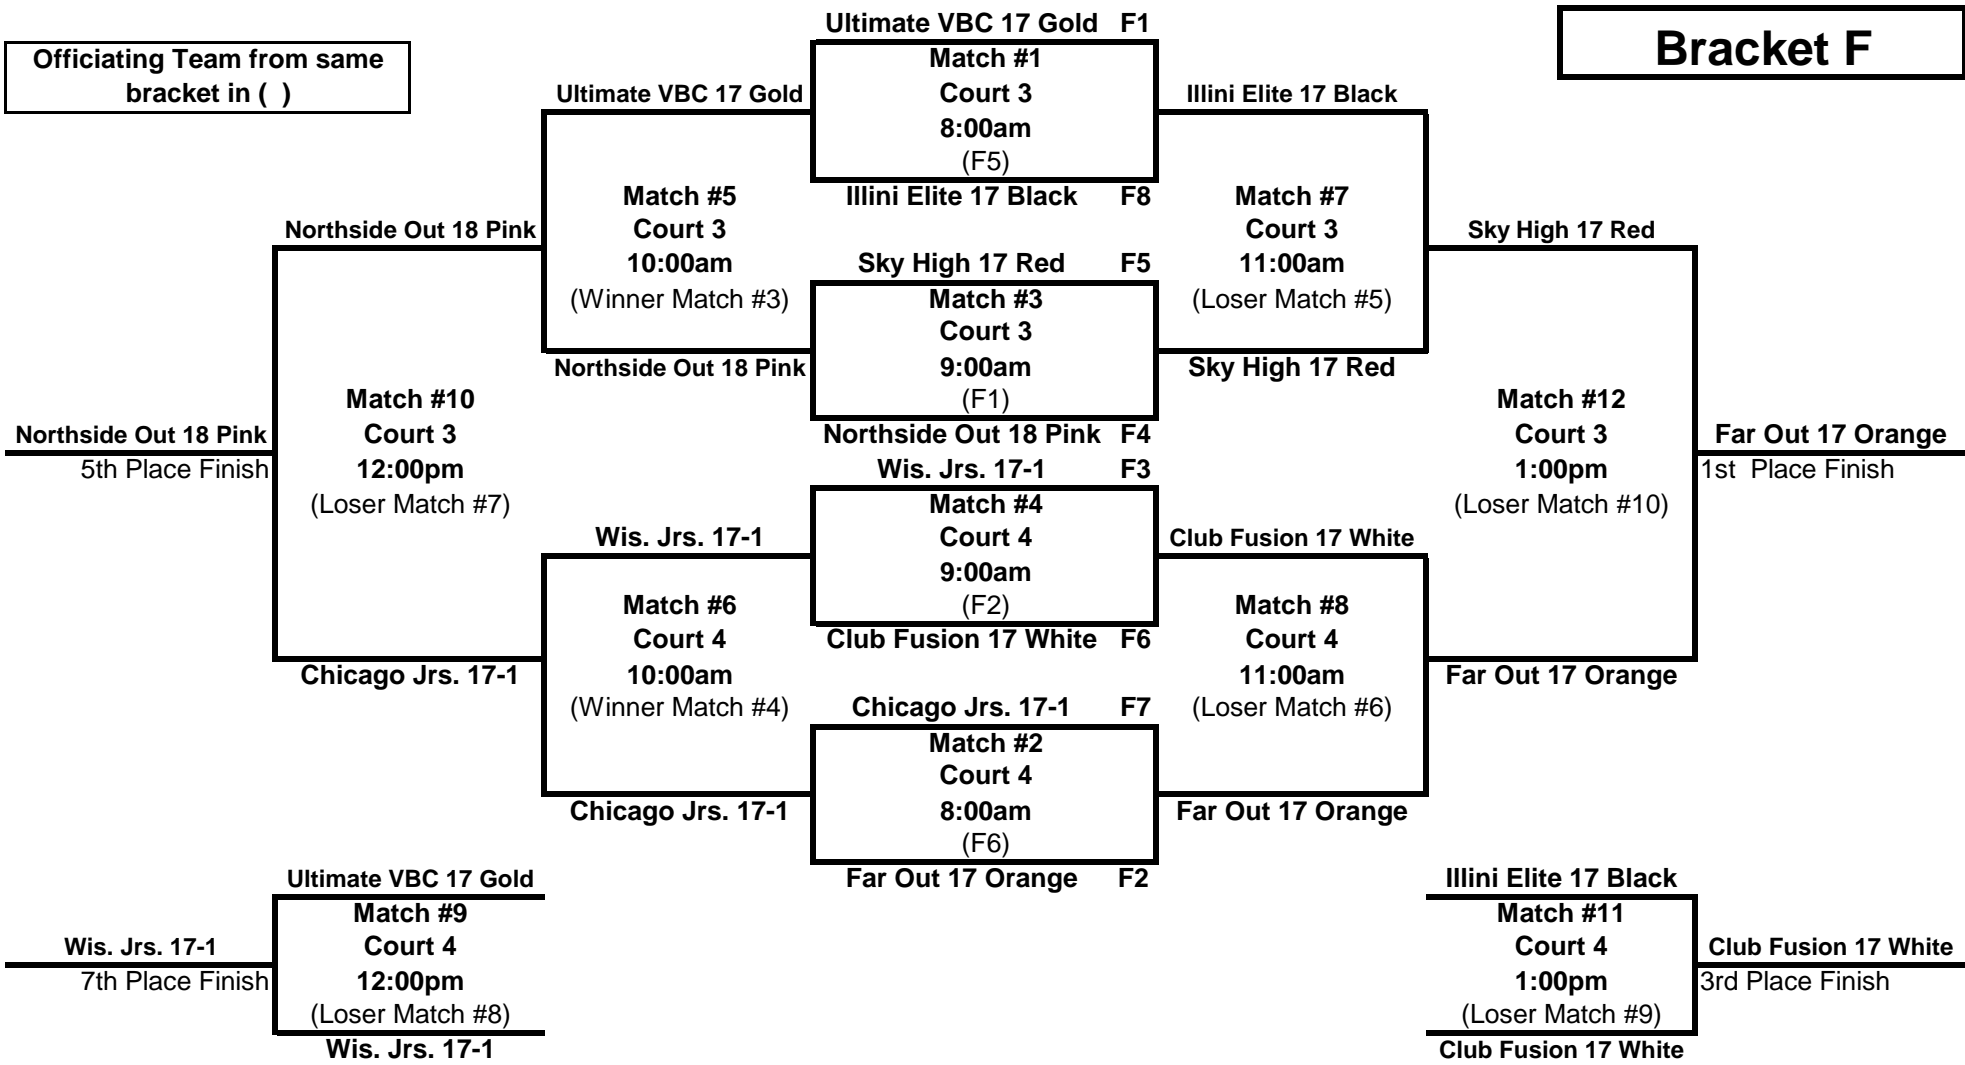 Ultimate VBC 17 Gold F1
Officiating Team from same
bracket in ( )
Bracket F
Match #1
Court 3
8:00am
(F5)
Illini Elite 17 Black F8
Ultimate VBC 17 Gold
Illini Elite 17 Black
Match #5
Court 3
10:00am
(Winner Match #3)
Match #7
Court 3
11:00am
(Loser Match #5)
Northside Out 18 Pink
Sky High 17 Red
Sky High 17 Red F5
Match #3
Court 3
9:00am
(F1)
Northside Out 18 Pink F4
Northside Out 18 Pink
Sky High 17 Red
Match #10
Court 3
12:00pm
(Loser Match #7)
Match #12
Court 3
1:00pm
(Loser Match #10)
Northside Out 18 Pink
5th Place Finish
Far Out 17 Orange
1st Place Finish
Wis. Jrs. 17-1 F3
Match #4
Court 4
9:00am
(F2)
Club Fusion 17 White F6
Wis. Jrs. 17-1
Club Fusion 17 White
Match #6
Court 4
10:00am
(Winner Match #4)
Match #8
Court 4
11:00am
(Loser Match #6)
Chicago Jrs. 17-1
Far Out 17 Orange
Chicago Jrs. 17-1 F7
Match #2
Court 4
8:00am
(F6)
Far Out 17 Orange F2
Chicago Jrs. 17-1
Far Out 17 Orange
Ultimate VBC 17 Gold
Match #9
Court 4
12:00pm
(Loser Match #8)
Wis. Jrs. 17-1
Wis. Jrs. 17-1
7th Place Finish
Illini Elite 17 Black
Match #11
Court 4
1:00pm
(Loser Match #9)
Club Fusion 17 White
Club Fusion 17 White
3rd Place Finish